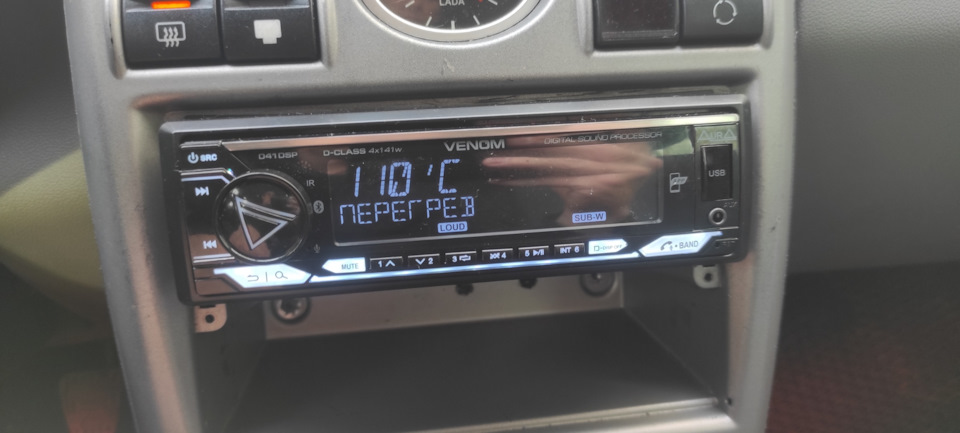 LADA
SRC
D41DSP D-CLASS 4x141w VENOM DIGITAL SOUND PROCESSOR
IR
USB
110 °C
ПЕРЕГРЕВ
LOUD SUB-W
MUTE 1 2 3 4 5 INT 6 BAND